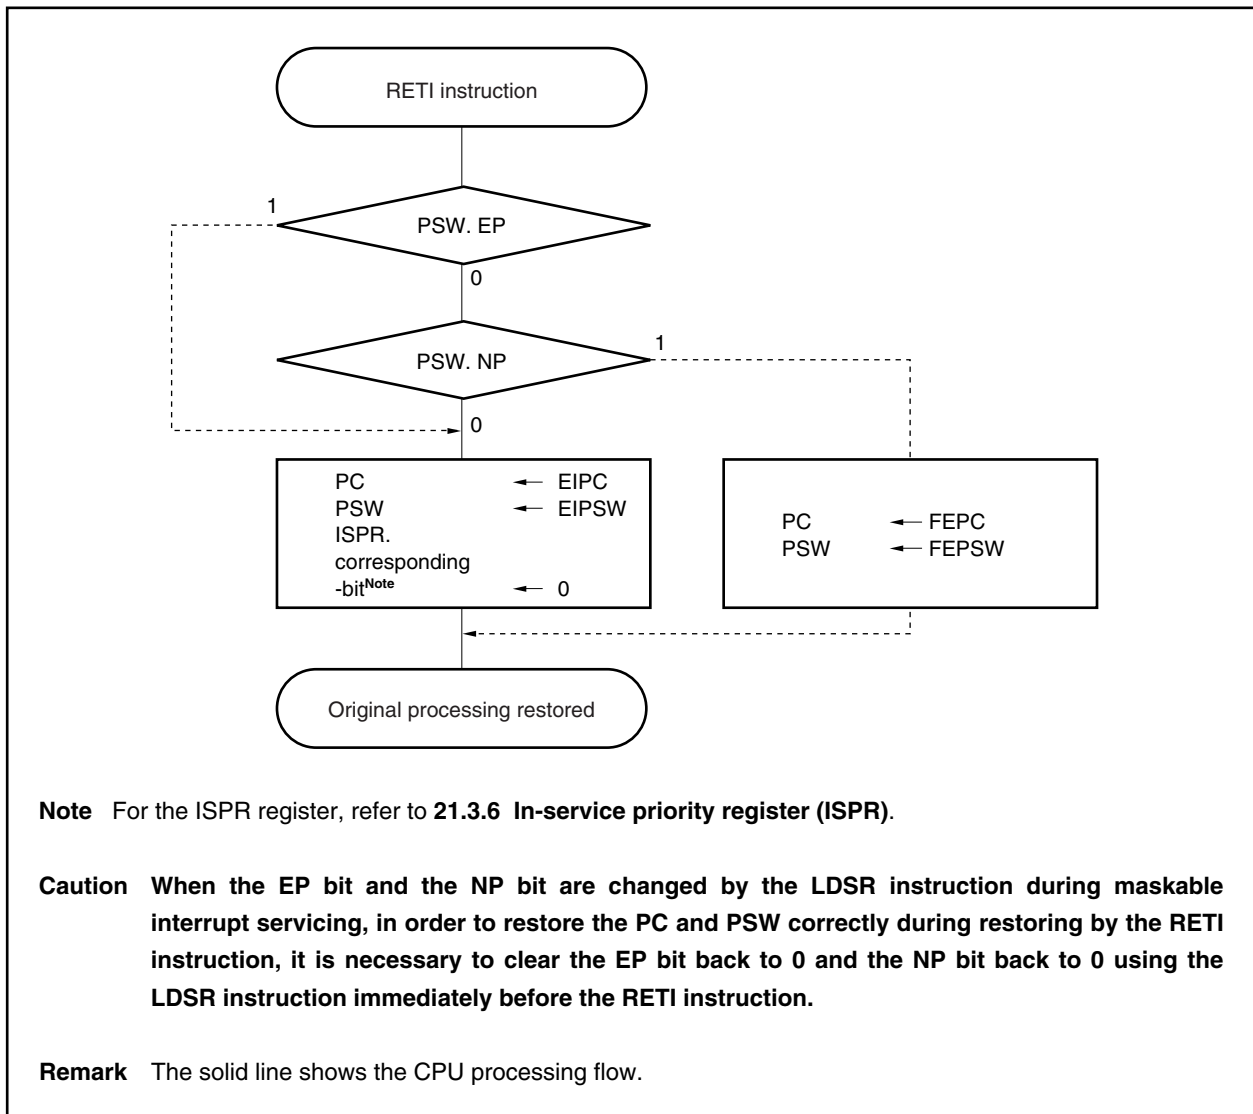 RETI instruction
1
PSW. EP
0
PSW. NP
1
0
PC ← EIPC
PSW ← EIPSW
ISPR.
corresponding
-bitNote ← 0
PC ← FEPC
PSW ← FEPSW
Original processing restored
Note For the ISPR register, refer to 21.3.6 In-service priority register (ISPR).
Caution When the EP bit and the NP bit are changed by the LDSR instruction during maskable
interrupt servicing, in order to restore the PC and PSW correctly during restoring by the RETI
instruction, it is necessary to clear the EP bit back to 0 and the NP bit back to 0 using the
LDSR instruction immediately before the RETI instruction.
Remark The solid line shows the CPU processing flow.